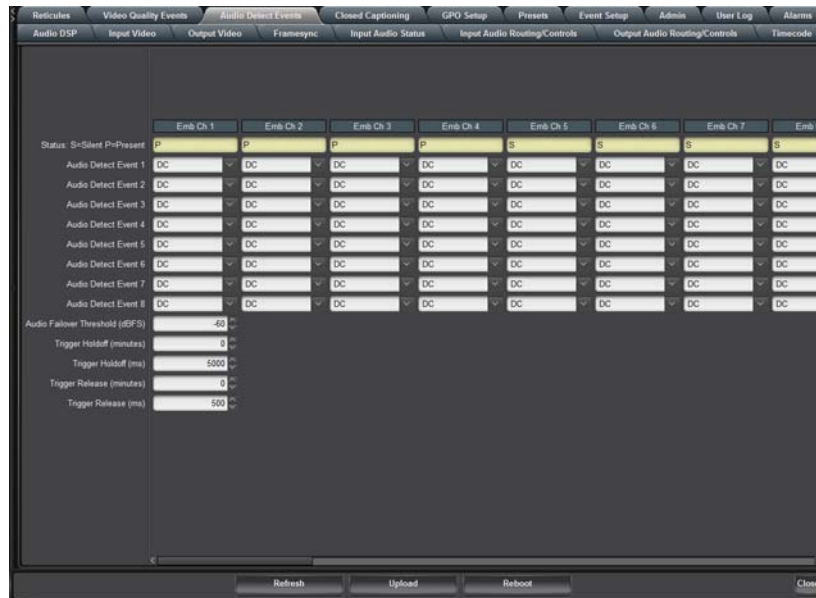 Reticules Video Quality Events Audio Detect Events Closed Captioning GPO Setup Presets Event Setup Admin User Log Alarms
Audio DSP Input Video Output Video Framesync Input Audio Status Input Audio Routing/Controls Output Audio Routing/Controls Timecode
Emb Ch 1 Emb Ch 2 Emb Ch 3 Emb Ch 4 Emb Ch 5 Emb Ch 6 Emb Ch 7 Emb
Status: S=Silent P=Present P P P P S S S S
Audio Detect Event 1 DC DC DC DC DC DC DC DC
Audio Detect Event 2 DC DC DC DC DC DC DC DC
Audio Detect Event 3 DC DC DC DC DC DC DC DC
Audio Detect Event 4 DC DC DC DC DC DC DC DC
Audio Detect Event 5 DC DC DC DC DC DC DC DC
Audio Detect Event 6 DC DC DC DC DC DC DC DC
Audio Detect Event 7 DC DC DC DC DC DC DC DC
Audio Detect Event 8 DC DC DC DC DC DC DC DC
Audio Failover Threshold (dBFS) -60
Trigger Holdoff (minutes) 0
Trigger Holdoff (ms) 5000
Trigger Release (minutes) 0
Trigger Release (ms) 500
Refresh Upload Reboot Close